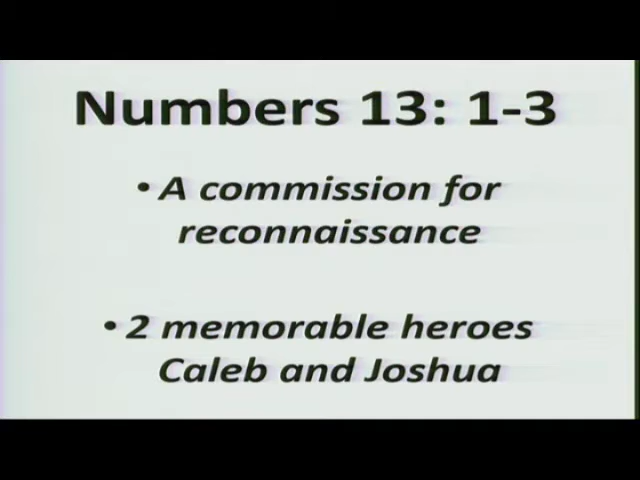 Numbers 13: 1-3
• A commission for
reconnaissance
• 2 memorable heroes
Caleb and Joshua